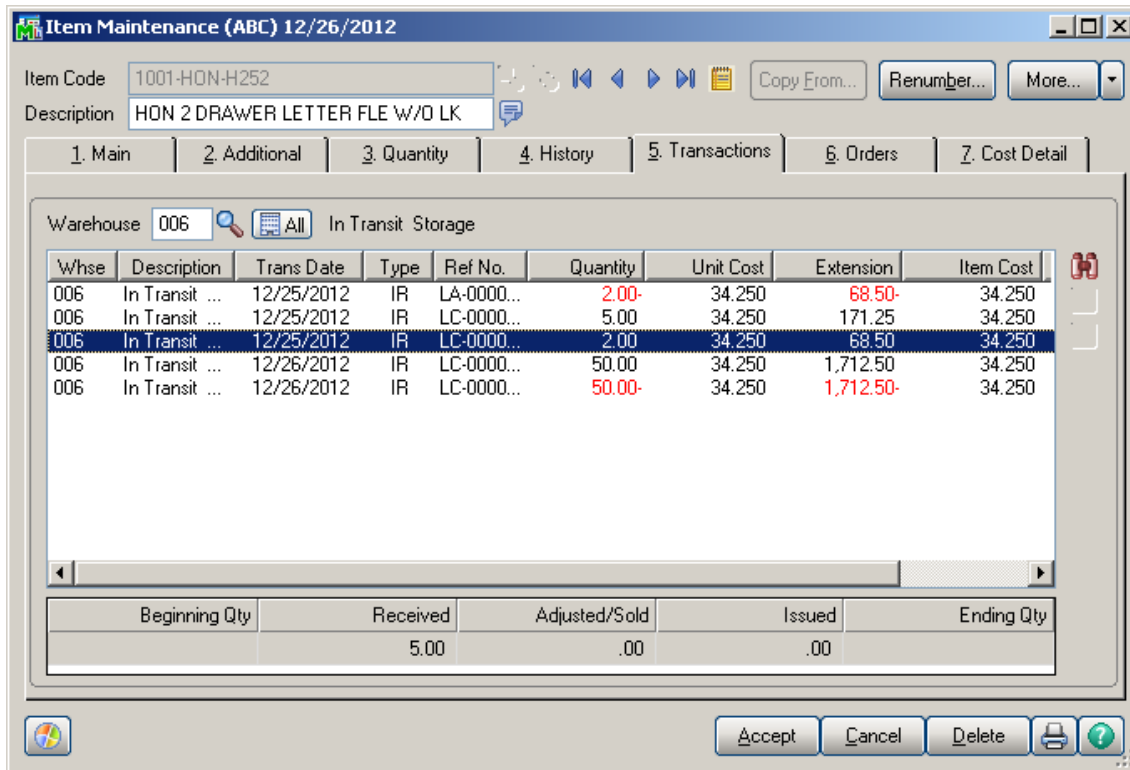 Item Maintenance (ABC) 12/26/2012
Item Code 1001-HON-H252 Copy From... Renumber... More...
Description HON 2 DRAWER LETTER FLE W/O LK
1. Main 2. Additional 3. Quantity 4. History 5. Transactions 6. Orders 7. Cost Detail
Warehouse 006 All In Transit Storage
Whse Description Trans Date Type Ref No. Quantity Unit Cost Extension Item Cost
006 In Transit ... 12/25/2012 IR LA-0000... 2.00- 34.250 68.50- 34.250
006 In Transit ... 12/25/2012 IR LC-0000... 5.00 34.250 171.25 34.250
006 In Transit ... 12/25/2012 IR LC-0000... 2.00 34.250 68.50 34.250
006 In Transit ... 12/26/2012 IR LC-0000... 50.00 34.250 1,712.50 34.250
006 In Transit ... 12/26/2012 IR LC-0000... 50.00- 34.250 1,712.50- 34.250
Beginning Qty Received Adjusted/Sold Issued Ending Qty
5.00 .00 .00
Accept Cancel Delete